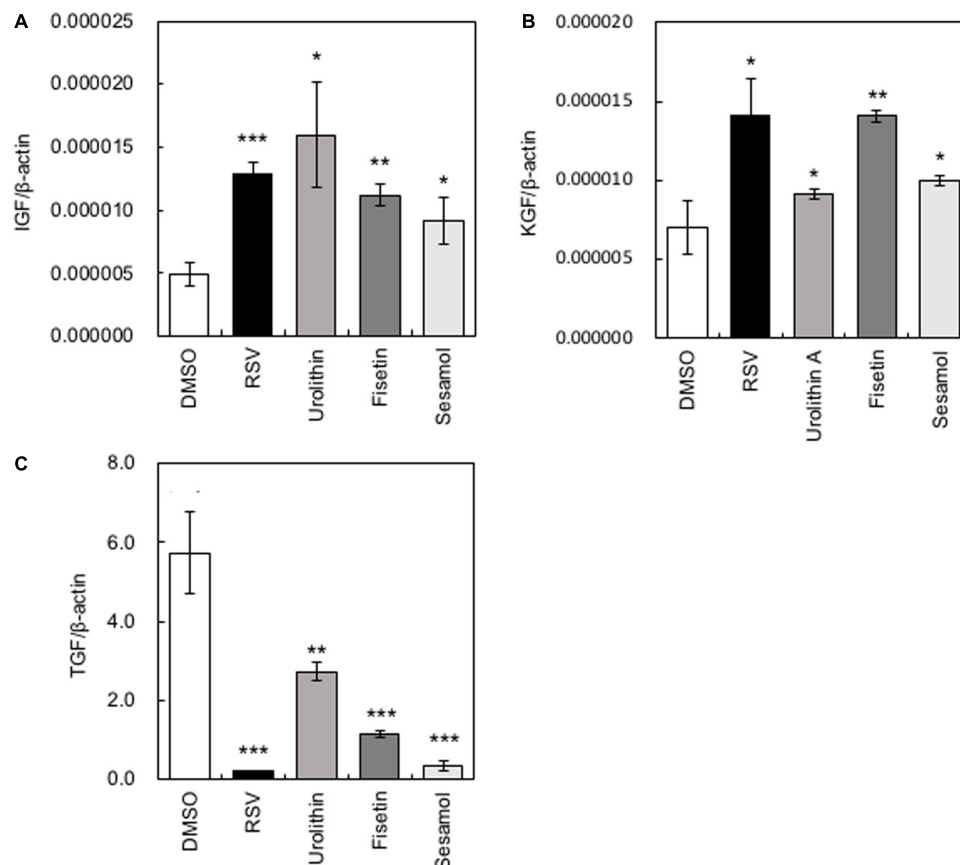 A
IGF/β-actin
0.000025
0.000020
0.000015
0.000010
0.000005
0.000000
***
*
**
*
DMSO
RSV
Urolithin
Fisetin
Sesamol
B
KGF/β-actin
0.000020
0.000015
0.000010
0.000005
0.000000
*
*
**
*
DMSO
RSV
Urolithin A
Fisetin
Sesamol
C
TGF/β-actin
8.0
6.0
4.0
2.0
0.0
***
**
***
***
DMSO
RSV
Urolithin
Fisetin
Sesamol